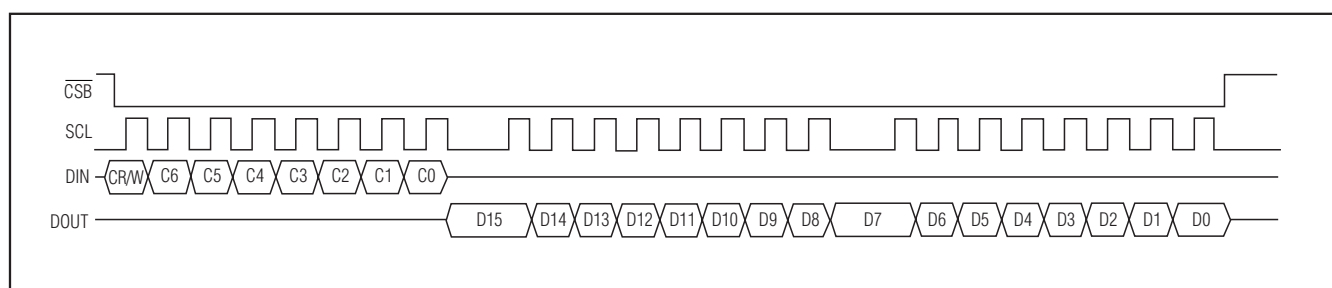 CSB
SCL
DIN CR/W C6 C5 C4 C3 C2 C1 C0
DOUT D15 D14 D13 D12 D11 D10 D9 D8 D7 D6 D5 D4 D3 D2 D1 D0